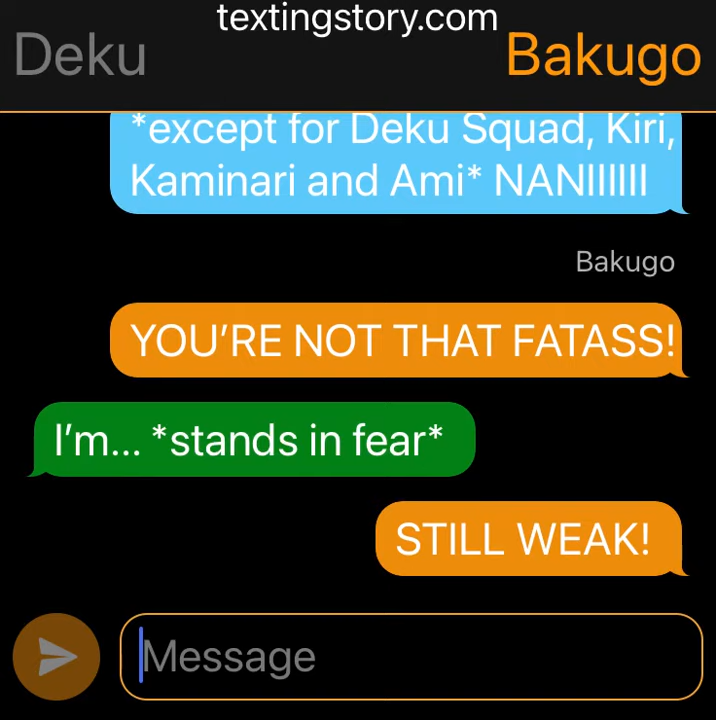 textingstory.com
Deku
Bakugo
*except for Deku Squad, Kiri,
Kaminari and Ami* NANIIIIII
Bakugo
YOU’RE NOT THAT FATASS!
I’m... *stands in fear*
STILL WEAK!
Message